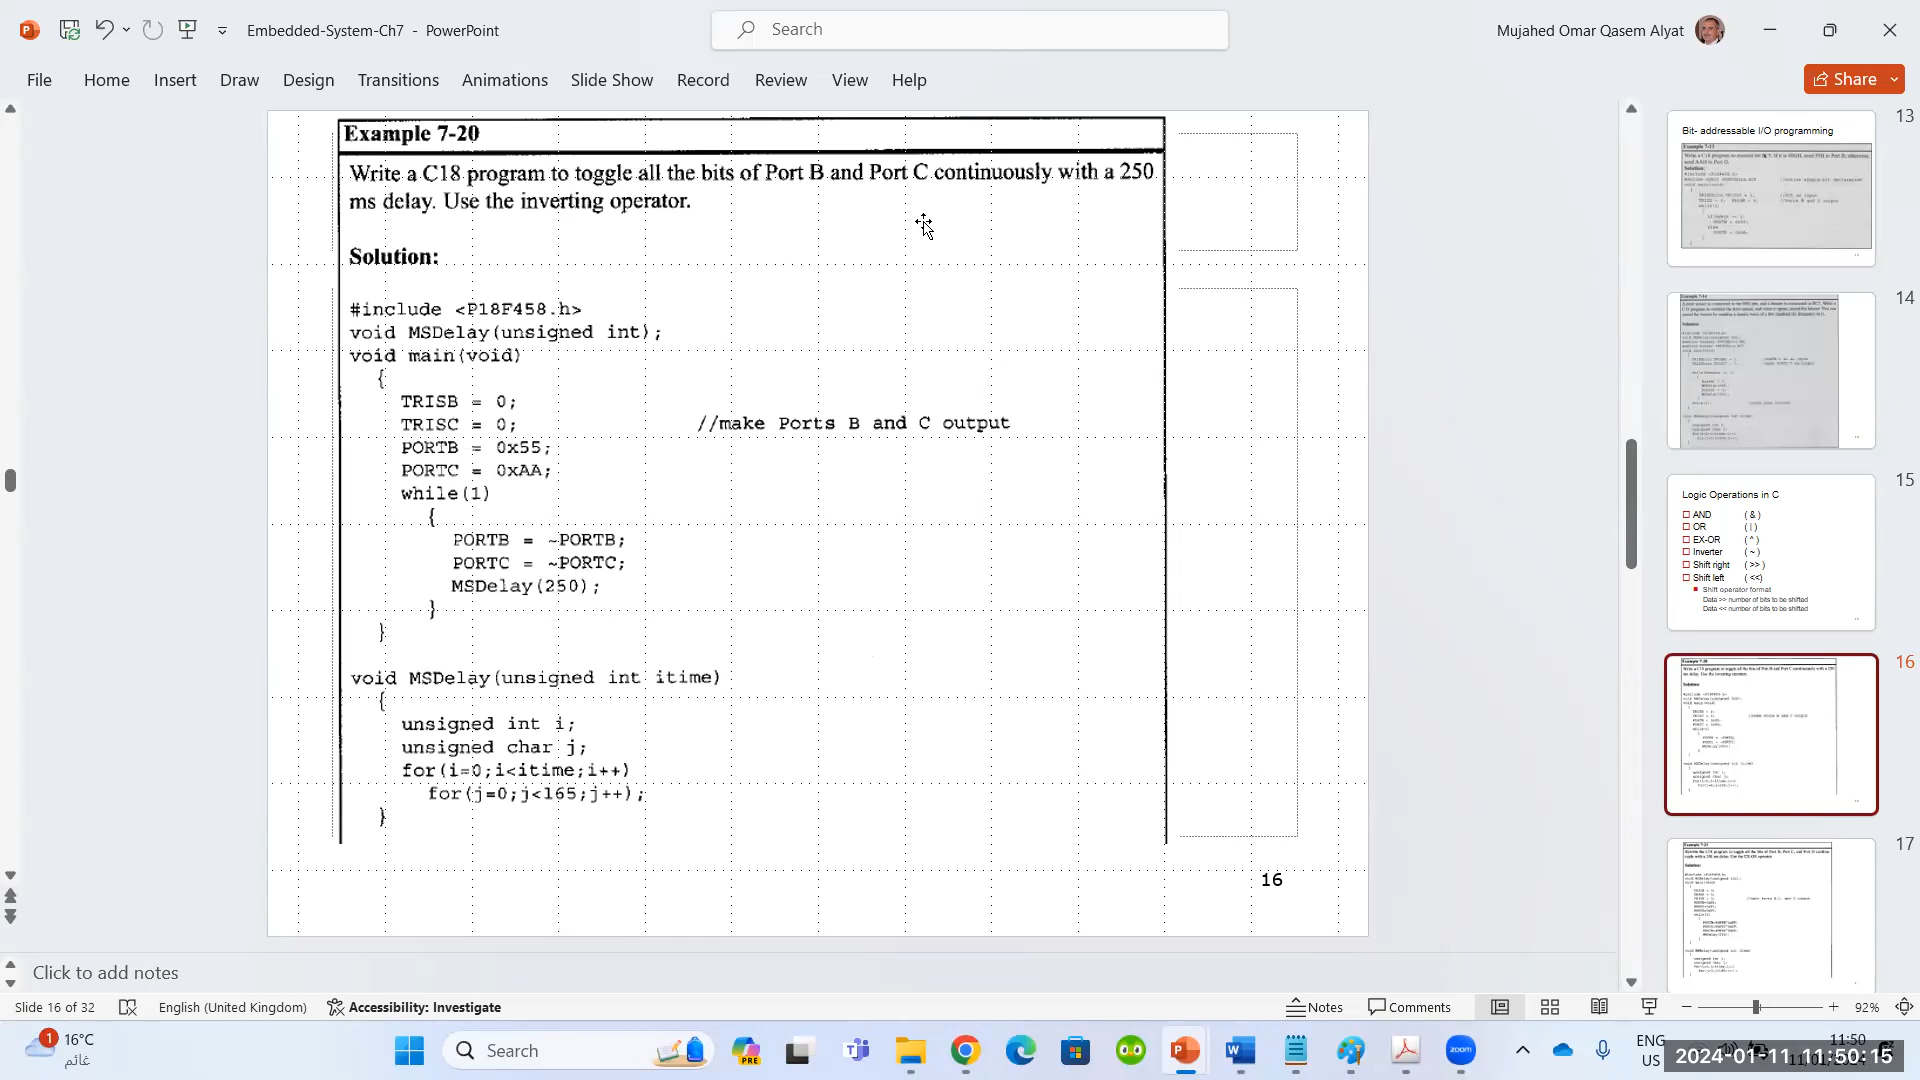 Embedded-System-Ch7 - PowerPoint
Search
Mujahed Omar Qasem Alyat
File Home Insert Draw Design Transitions Animations Slide Show Record Review View Help
Share
Example 7-20
Write a C18 program to toggle all the bits of Port B and Port C continuously with a 250
ms delay. Use the inverting operator.
Solution:
#include <P18F458.h>
void MSDelay(unsigned int);
void main(void)
{
TRISB = 0;
TRISC = 0; //make Ports B and C output
PORTB = 0x55;
PORTC = 0xAA;
while(1)
{
PORTB = ~PORTB;
PORTC = ~PORTC;
MSDelay(250);
}
}
void MSDelay(unsigned int itime)
{
unsigned int i;
unsigned char j;
for(i=0;i<itime;i++)
for(j=0;j<165;j++);
}
16
13
Bit- addressable I/O programming
14
15
Logic Operations in C
AND ( & )
OR ( | )
EX-OR ( ^ )
Inverter ( ~ )
Shift right ( >> )
Shift left ( <<)
Shift operator format
Data >> number of bits to be shifted
Data << number of bits to be shifted
16
17
Click to add notes
Slide 16 of 32 English (United Kingdom) Accessibility: Investigate Notes Comments 92%
1
16°C
غائم
Search
PRE
zoom
ENG
US
11:50
2024-01-11 11:50:15